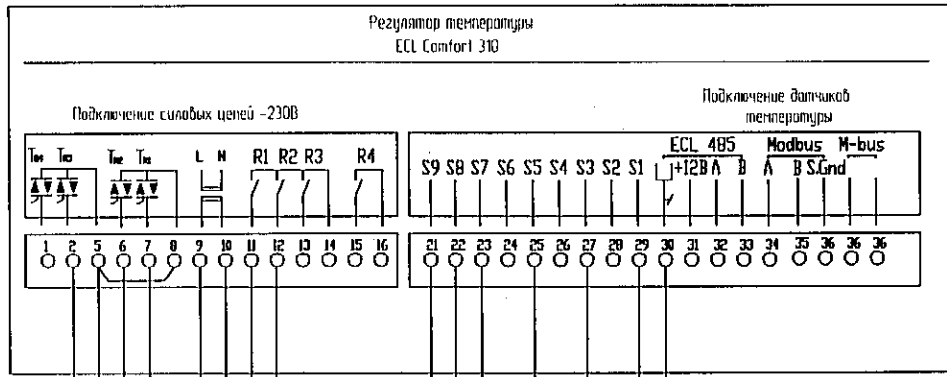 Регулятор температуры
ECL Comfort 310
Подключение силовых цепей ~230В
Подключение датчиков
температуры
L N R1 R2 R3 R4
S9 S8 S7 S6 S5 S4 S3 S2 S1
ECL 485 Modbus M-bus
+12В A B A B S.Gnd
1 2 5 6 7 8 9 10 11 12 13 14 15 16
21 22 23 24 25 26 27 28 29 30 31 32 33 34 35 36 36 36